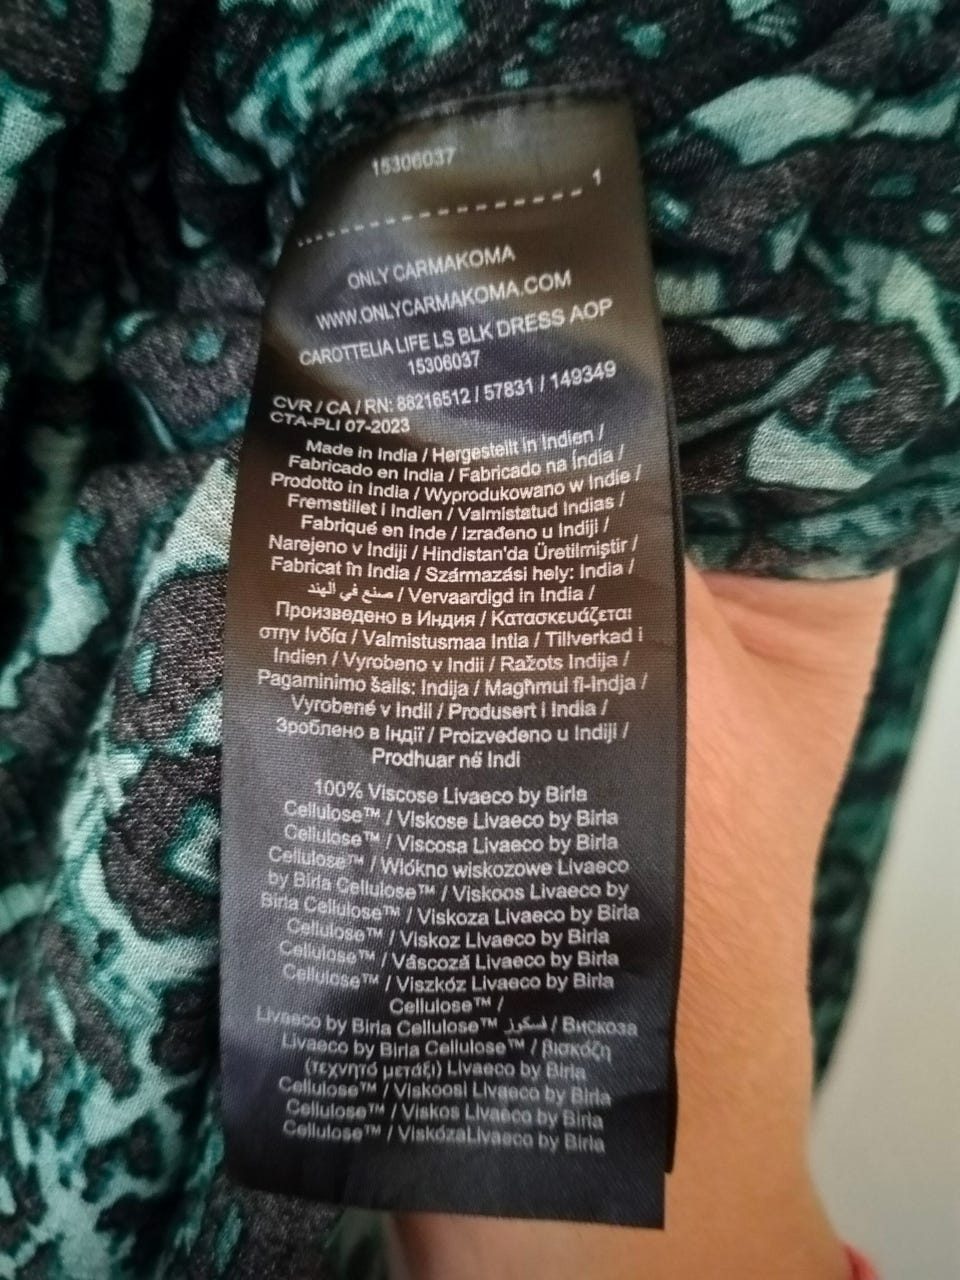 15306037
1
ONLY CARMAKOMA
WWW.ONLYCARMAKOMA.COM
CAROTTELIA LIFE LS BLK DRESS AOP
15306037
CVR / CA / RN: 88216512 / 57831 / 149349
CTA-PLI 07-2023
Made in India / Hergestellt in Indien /
Fabricado en India / Fabricado na Índia /
Prodotto in India / Wyprodukowano w Indie /
Fremstillet i Indien / Valmistatud Indias /
Fabriqué en Inde / Izrađeno u Indiji /
Narejeno v Indiji / Hindistan'da Üretilmiştir /
Fabricat în India / Származási hely: India /
صنع في الهند / Vervaardigd in India /
Произведено в Индия / Κατασκευάζεται
στην Ινδία / Valmistusmaa Intia / Tillverkad i
Indien / Vyrobeno v Indii / Ražots Indija /
Pagaminimo šalis: Indija / Magħmul fl-Indja /
Vyrobené v Indii / Produsert i India /
Зроблено в Індії / Proizvedeno u Indiji /
Prodhuar në Indi
100% Viscose Livaeco by Birla
Cellulose™ / Viskose Livaeco by Birla
Cellulose™ / Viscosa Livaeco by Birla
Cellulose™ / Włókno wiskozowe Livaeco
by Birla Cellulose™ / Viskoos Livaeco by
Birla Cellulose™ / Viskoza Livaeco by Birla
Cellulose™ / Viskoz Livaeco by Birla
Cellulose™ / Vâscoză Livaeco by Birla
Cellulose™ / Viszkóz Livaeco by Birla
Cellulose™ /
Livaeco by Birla Cellulose™ فسكوز / Вискоза
Livaeco by Birla Cellulose™ / βισκόζη
(τεχνητό μετάξι) Livaeco by Birla
Cellulose™ / Viskoosi Livaeco by Birla
Cellulose™ / Viskos Livaeco by Birla
Cellulose™ / ViskózaLivaeco by Birla